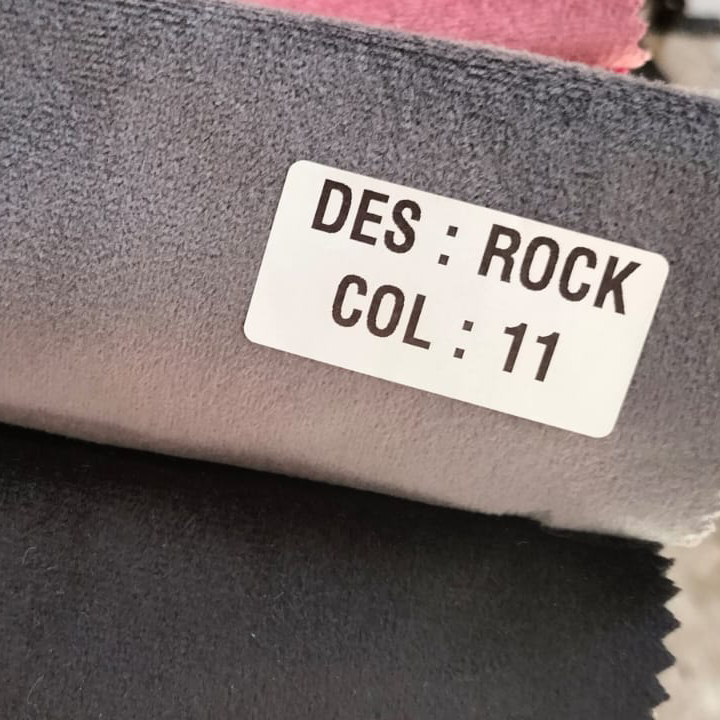 DES : ROCK
COL : 11